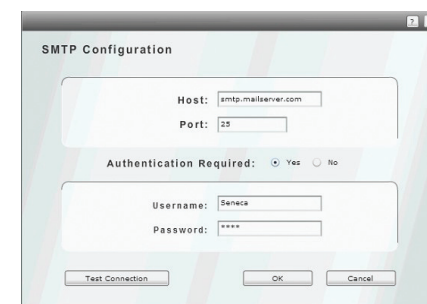 ?
SMTP Configuration
Host: smtp.mailserver.com
Port: 25
Authentication Required: Yes No
Username: Seneca
Password: ****
Test Connection OK Cancel